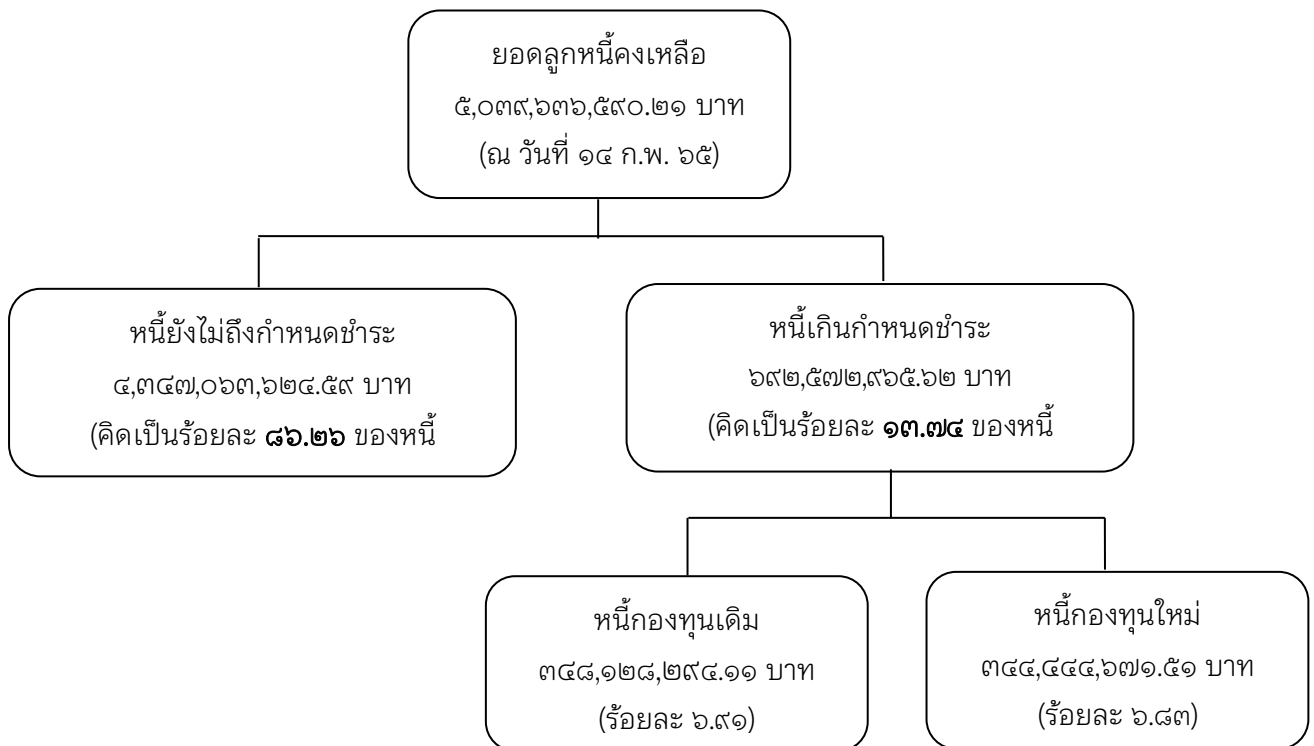 ยอดลูกหนี้คงเหลือ
๕,๐๓๙,๖๓๖,๕๙๐.๒๑ บาท
(ณ วันที่ ๑๔ ก.พ. ๖๕)
หนี้ยังไม่ถึงกำหนดชำระ
๔,๓๔๗,๐๖๓,๖๒๔.๕๙ บาท
(คิดเป็นร้อยละ ๘๖.๒๖ ของหนี้
หนี้เกินกำหนดชำระ
๖๙๒,๕๗๒,๙๖๕.๖๒ บาท
(คิดเป็นร้อยละ ๑๓.๗๔ ของหนี้
หนี้กองทุนเดิม
๓๔๘,๑๒๘,๒๙๔.๑๑ บาท
(ร้อยละ ๖.๙๑)
หนี้กองทุนใหม่
๓๔๔,๔๔๔,๖๗๑.๕๑ บาท
(ร้อยละ ๖.๘๓)